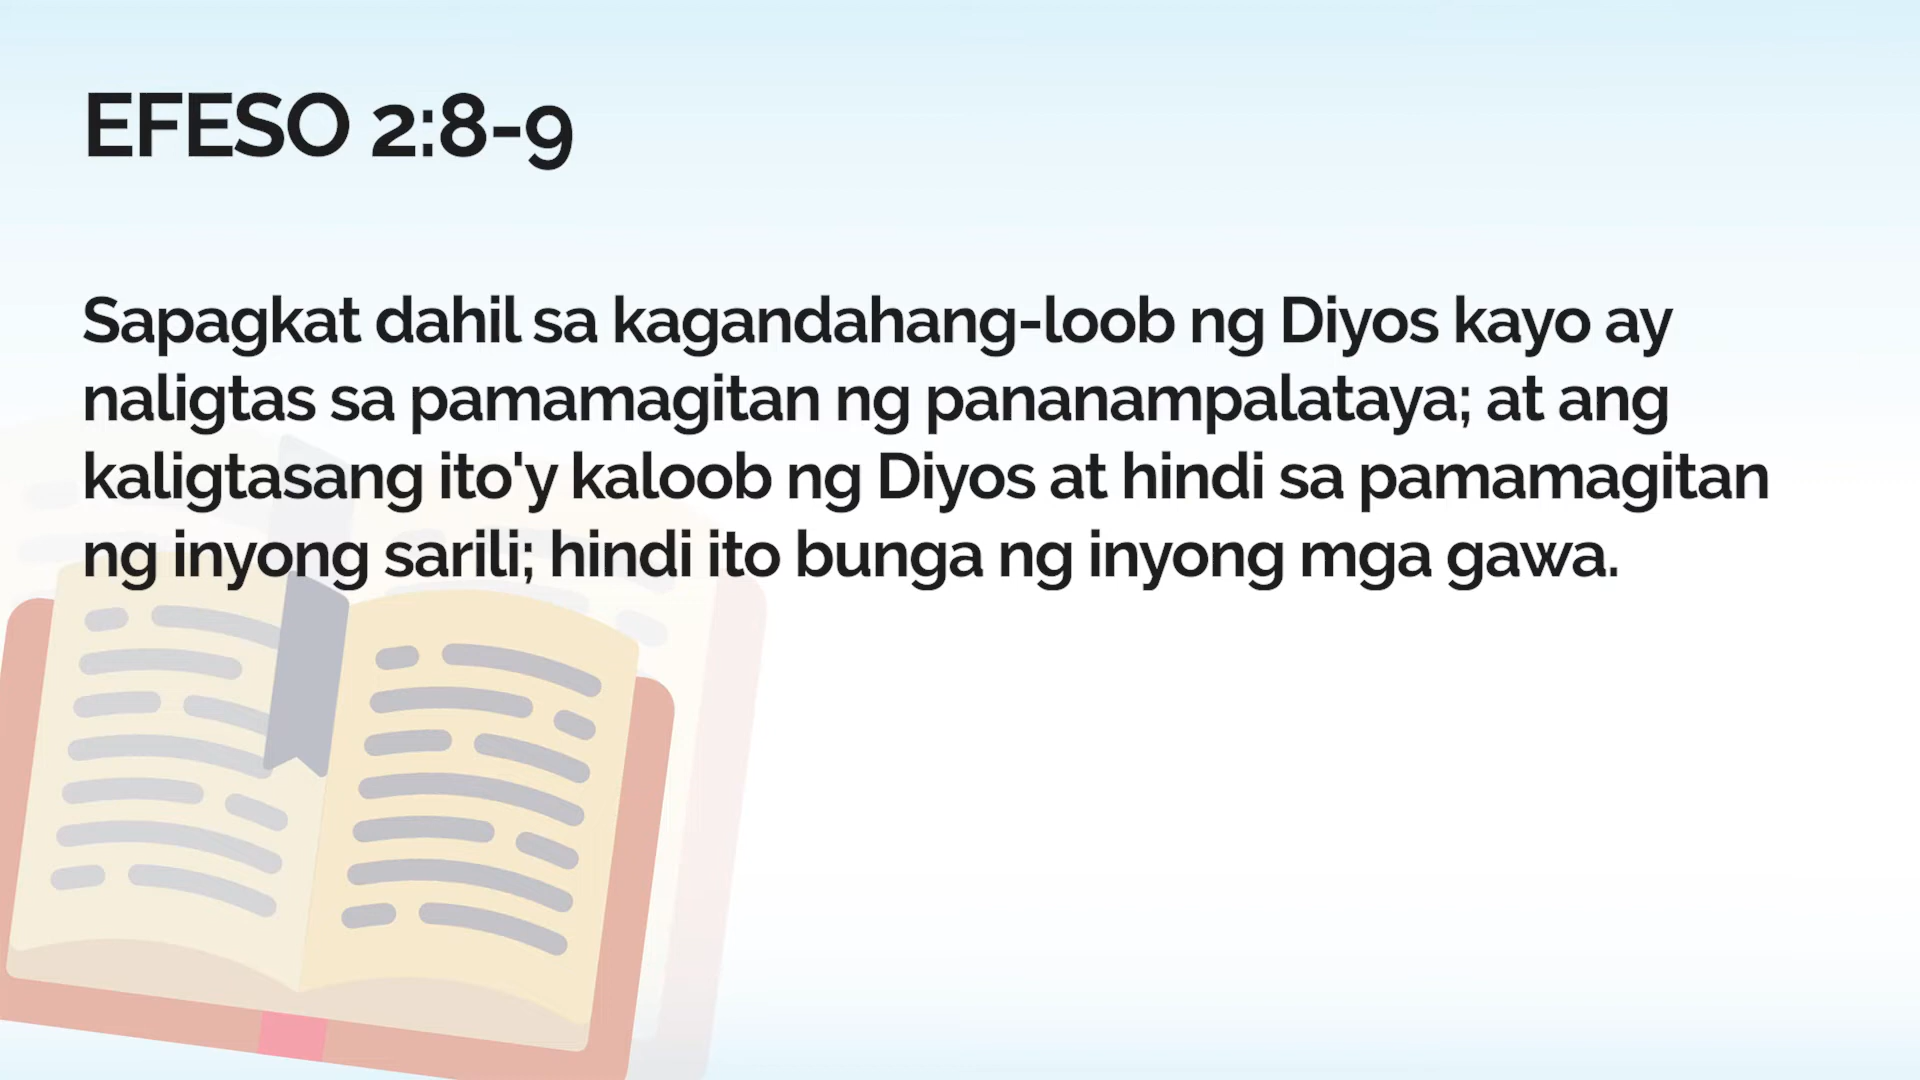 EFESO 2:8-9
Sapagkat dahil sa kagandahang-loob ng Diyos kayo ay
naligtas sa pamamagitan ng pananampalataya; at ang
kaligtasang ito'y kaloob ng Diyos at hindi sa pamamagitan
ng inyong sarili; hindi ito bunga ng inyong mga gawa.